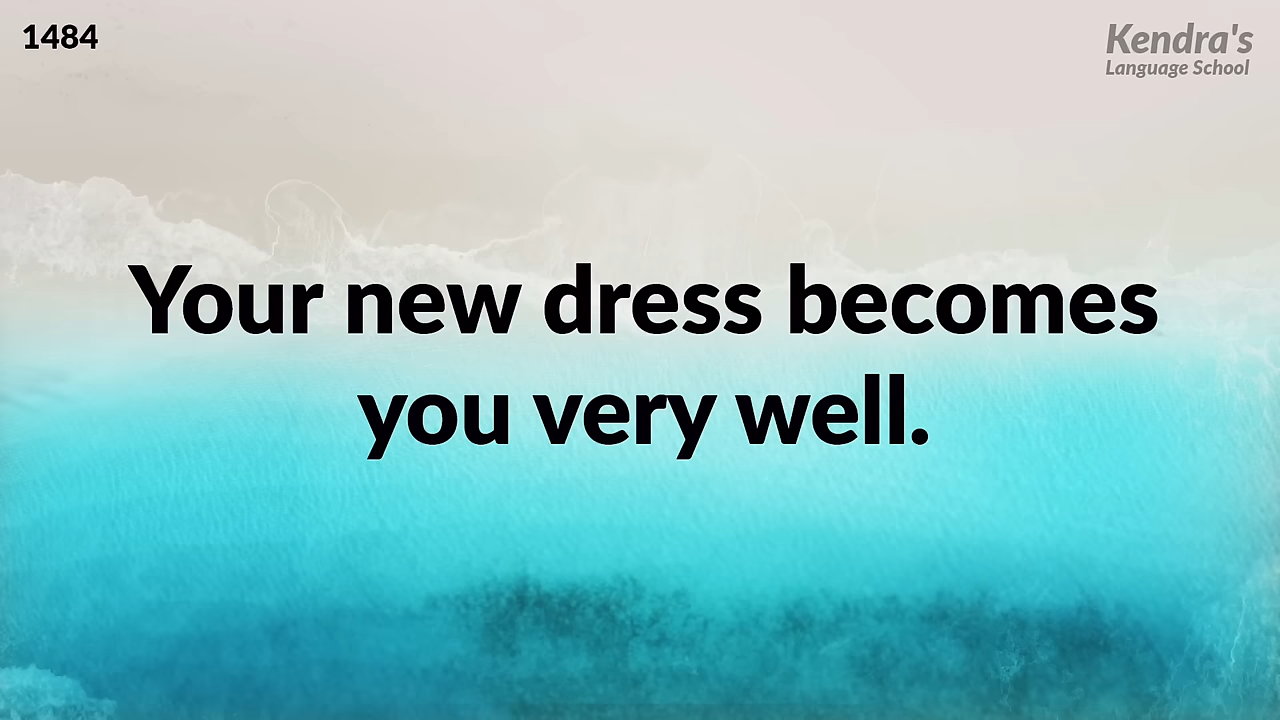 1484
Kendra's
Language School
Your new dress becomes
you very well.